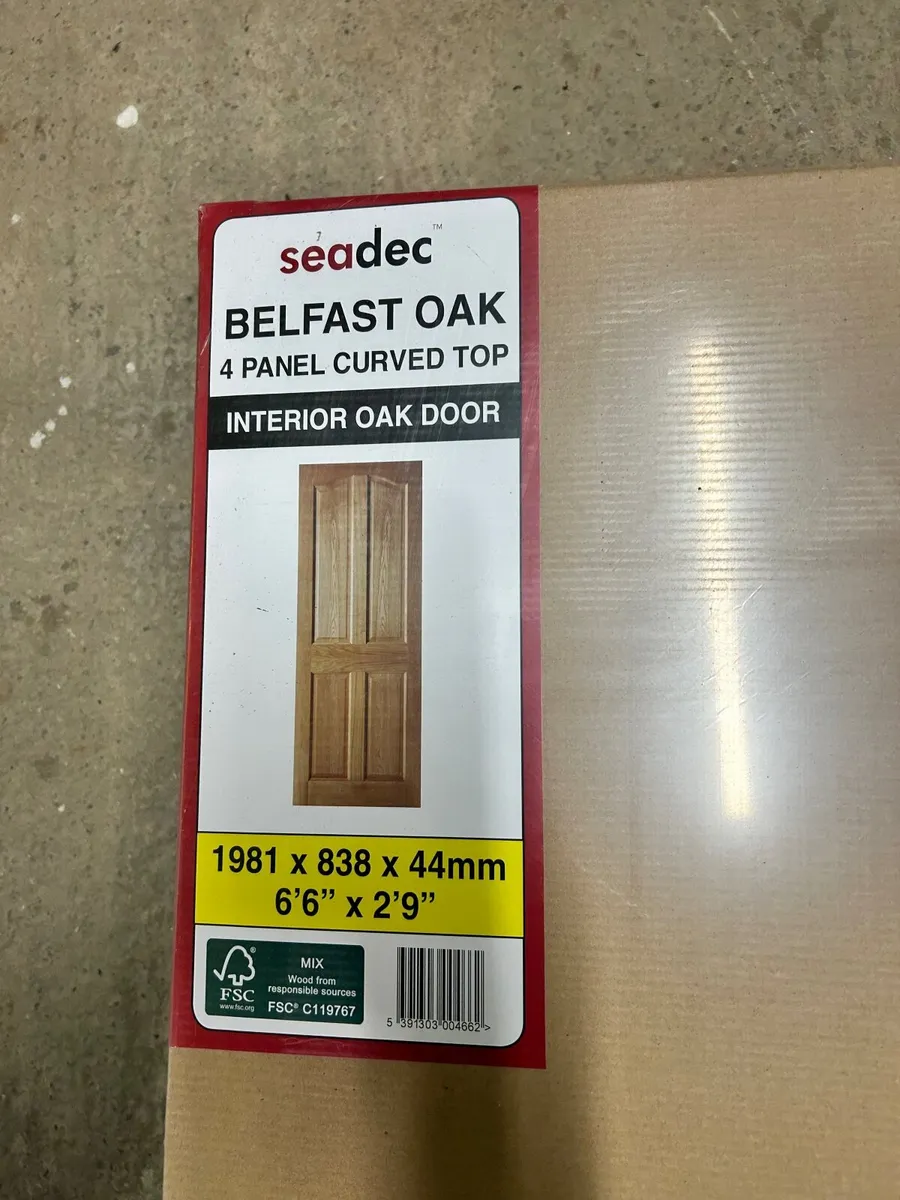 seadec™
BELFAST OAK
4 PANEL CURVED TOP
INTERIOR OAK DOOR
1981 x 838 x 44mm
6’6” x 2’9”
FSC®
www.fsc.org
MIX
Wood from
responsible sources
FSC® C119767
5 391303 004662 >